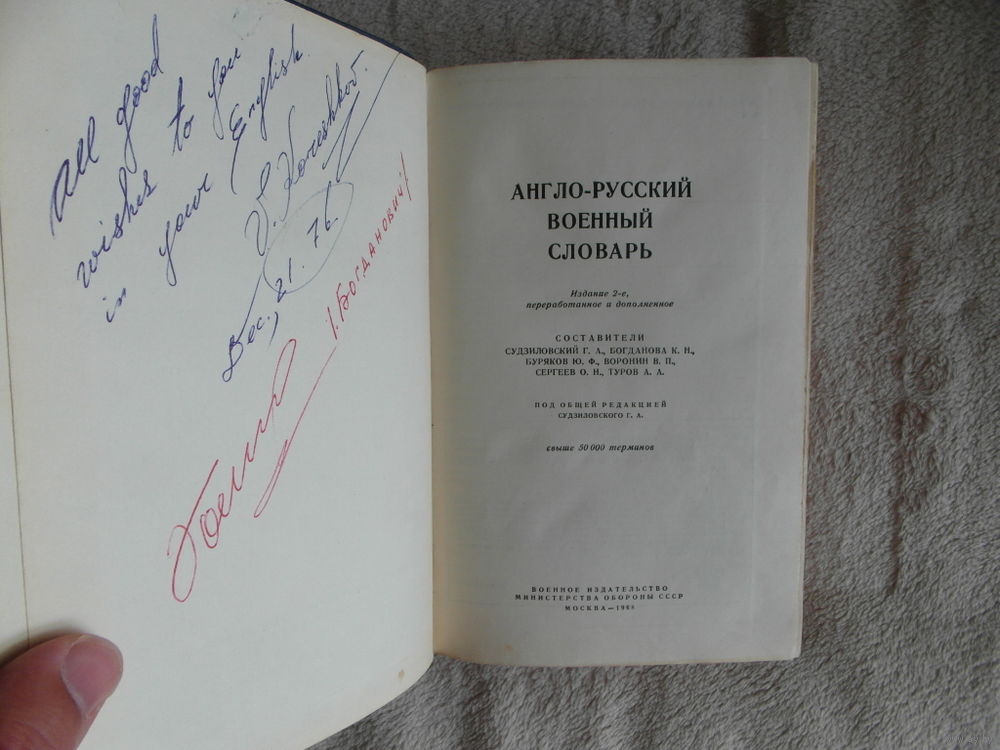 All good
wishes to you
in your English
V. Koreshkov.
Dec., 21. 76.
/. БОГДАНОВИЧ/
АНГЛО-РУССКИЙ
ВОЕННЫЙ
СЛОВАРЬ
Издание 2-е,
переработанное и дополненное
СОСТАВИТЕЛИ
СУДЗИЛОВСКИЙ Г. А., БОГДАНОВА К. Н.,
БУРЯКОВ Ю. Ф., ВОРОНИН В. П.,
СЕРГЕЕВ О. Н., ТУРОВ А. А.
ПОД ОБЩЕЙ РЕДАКЦИЕЙ
СУДЗИЛОВСКОГО Г. А.
свыше 50 000 терминов
ВОЕННОЕ ИЗДАТЕЛЬСТВО
МИНИСТЕРСТВА ОБОРОНЫ СССР
МОСКВА—1968